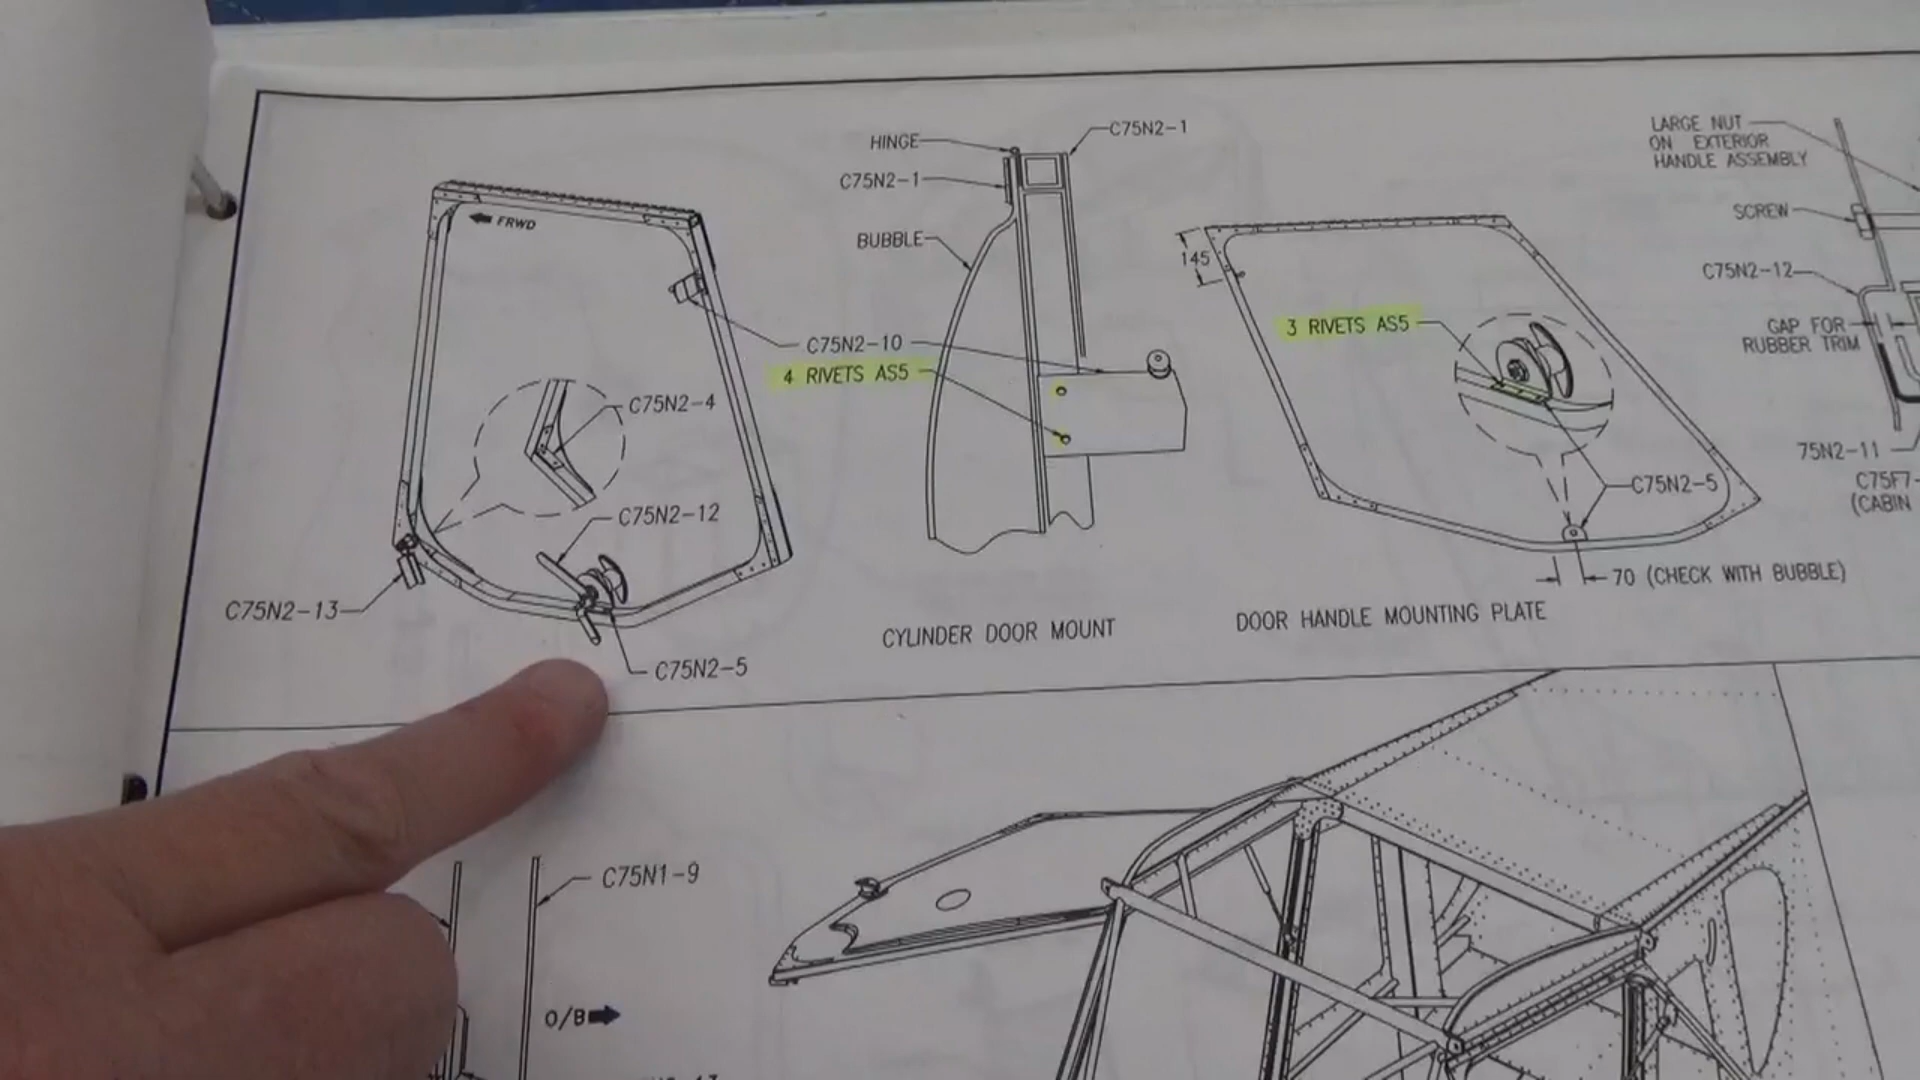 FRWD
C75N2-4
C75N2-12
C75N2-13
C75N2-5
HINGE
C75N2-1
C75N2-1
BUBBLE
C75N2-10
4 RIVETS AS5
CYLINDER DOOR MOUNT
145
3 RIVETS AS5
C75N2-5
70 (CHECK WITH BUBBLE)
DOOR HANDLE MOUNTING PLATE
LARGE NUT
ON EXTERIOR
HANDLE ASSEMBLY
SCREW
C75N2-12
GAP FOR
RUBBER TRIM
75N2-11
C75F7-
(CABIN
C75N1-9
O/B